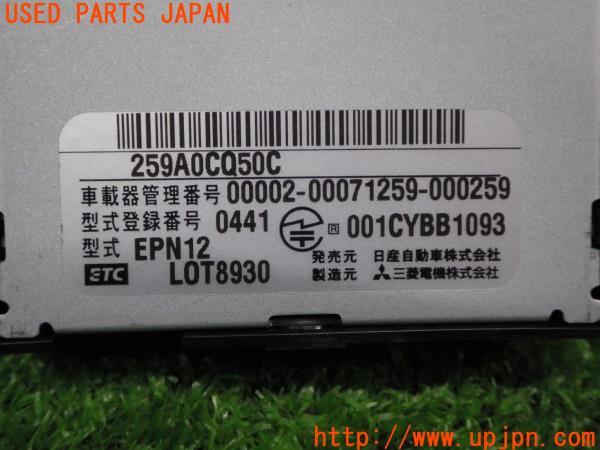 USED PARTS JAPAN
259A0CQ50C
車載器管理番号 00002-00071259-000259
型式登録番号 0441 R 001CYBB1093
型式 EPN12 発売元 日産自動車株式会社
ETC LOT8930 製造元 三菱電機株式会社
http://www.upjpn.com/